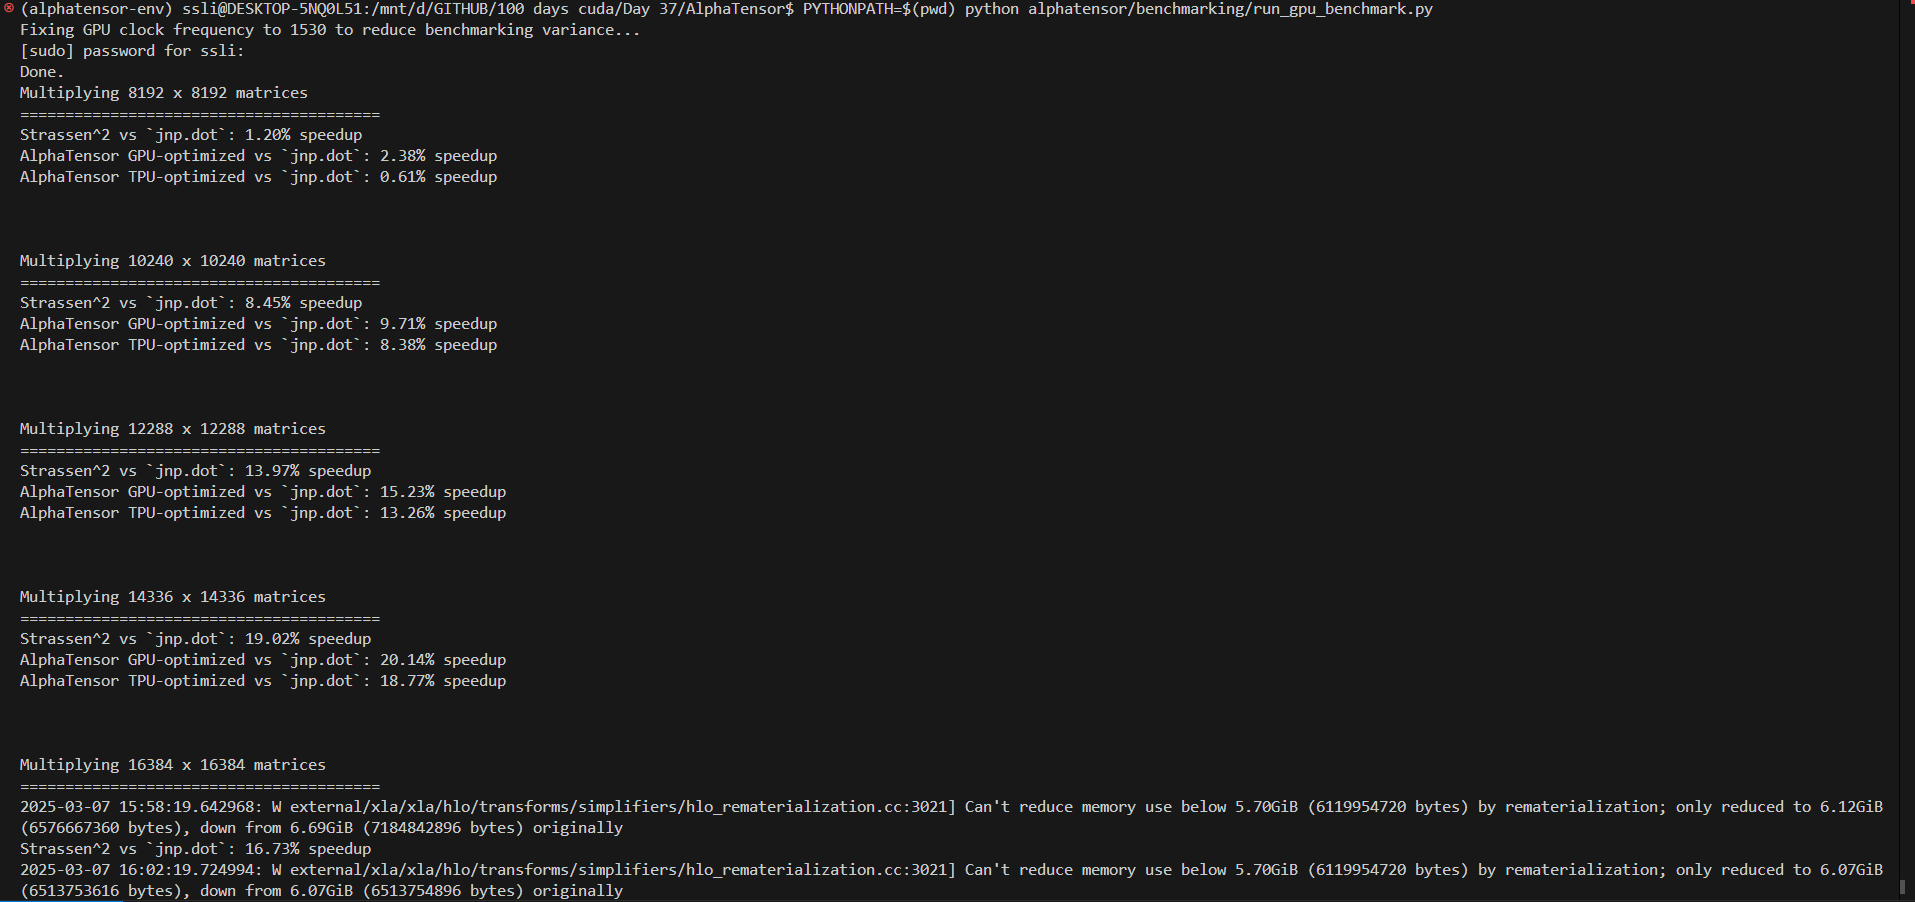 (alphatensor-env) ssli@DESKTOP-5NQ0L51:/mnt/d/GITHUB/100 days cuda/Day 37/AlphaTensor$ PYTHONPATH=$(pwd) python alphatensor/benchmarking/run_gpu_benchmark.py
Fixing GPU clock frequency to 1530 to reduce benchmarking variance...
[sudo] password for ssli:
Done.
Multiplying 8192 x 8192 matrices
========================================
Strassen^2 vs `jnp.dot`: 1.20% speedup
AlphaTensor GPU-optimized vs `jnp.dot`: 2.38% speedup
AlphaTensor TPU-optimized vs `jnp.dot`: 0.61% speedup
Multiplying 10240 x 10240 matrices
========================================
Strassen^2 vs `jnp.dot`: 8.45% speedup
AlphaTensor GPU-optimized vs `jnp.dot`: 9.71% speedup
AlphaTensor TPU-optimized vs `jnp.dot`: 8.38% speedup
Multiplying 12288 x 12288 matrices
========================================
Strassen^2 vs `jnp.dot`: 13.97% speedup
AlphaTensor GPU-optimized vs `jnp.dot`: 15.23% speedup
AlphaTensor TPU-optimized vs `jnp.dot`: 13.26% speedup
Multiplying 14336 x 14336 matrices
========================================
Strassen^2 vs `jnp.dot`: 19.02% speedup
AlphaTensor GPU-optimized vs `jnp.dot`: 20.14% speedup
AlphaTensor TPU-optimized vs `jnp.dot`: 18.77% speedup
Multiplying 16384 x 16384 matrices
========================================
2025-03-07 15:58:19.642968: W external/xla/xla/hlo/transforms/simplifiers/hlo_rematerialization.cc:3021] Can't reduce memory use below 5.70GiB (6119954720 bytes) by rematerialization; only reduced to 6.12GiB
(6576667360 bytes), down from 6.69GiB (7184842896 bytes) originally
Strassen^2 vs `jnp.dot`: 16.73% speedup
2025-03-07 16:02:19.724994: W external/xla/xla/hlo/transforms/simplifiers/hlo_rematerialization.cc:3021] Can't reduce memory use below 5.70GiB (6119954720 bytes) by rematerialization; only reduced to 6.07GiB
(6513753616 bytes), down from 6.07GiB (6513754896 bytes) originally